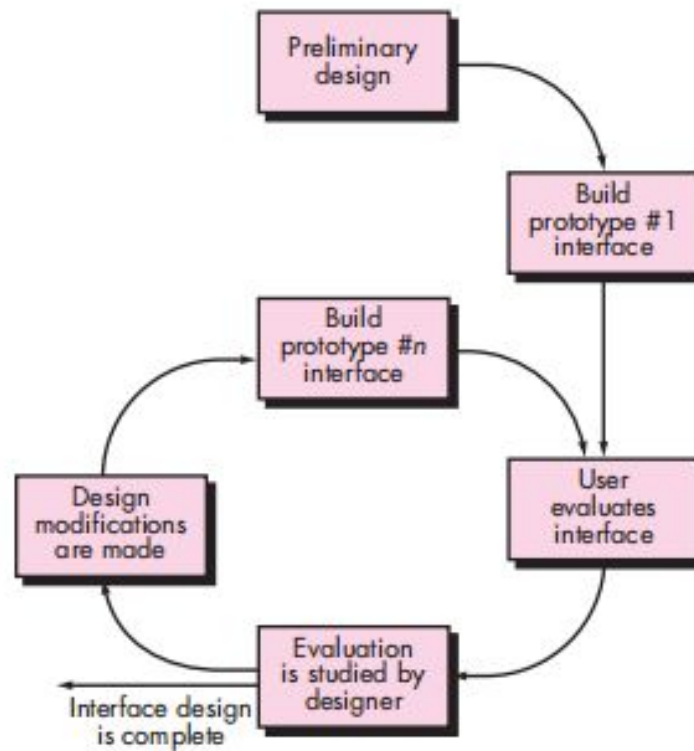 Preliminary
design
Build
prototype #1
interface
Build
prototype #n
interface
User
evaluates
interface
Design
modifications
are made
Evaluation
is studied by
designer
Interface design
is complete